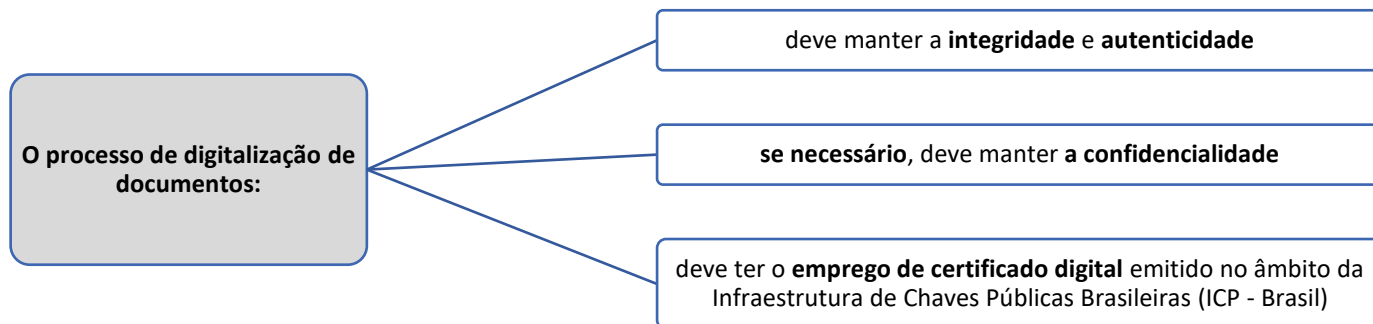 O processo de digitalização de
documentos:
deve manter a integridade e autenticidade
se necessário, deve manter a confidencialidade
deve ter o emprego de certificado digital emitido no âmbito da
Infraestrutura de Chaves Públicas Brasileiras (ICP - Brasil)